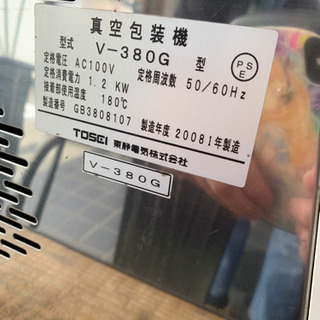 真空包装機
型式 V-380G 型
定格電圧 AC100V 定格周波数 50/60Hz
定格消費電力 1.2 KW
接着部使用温度 180℃
製造番号 GB3808107 製造年度 2008I年製造
TOSEI 東静電気株式会社
V-380G
PSE